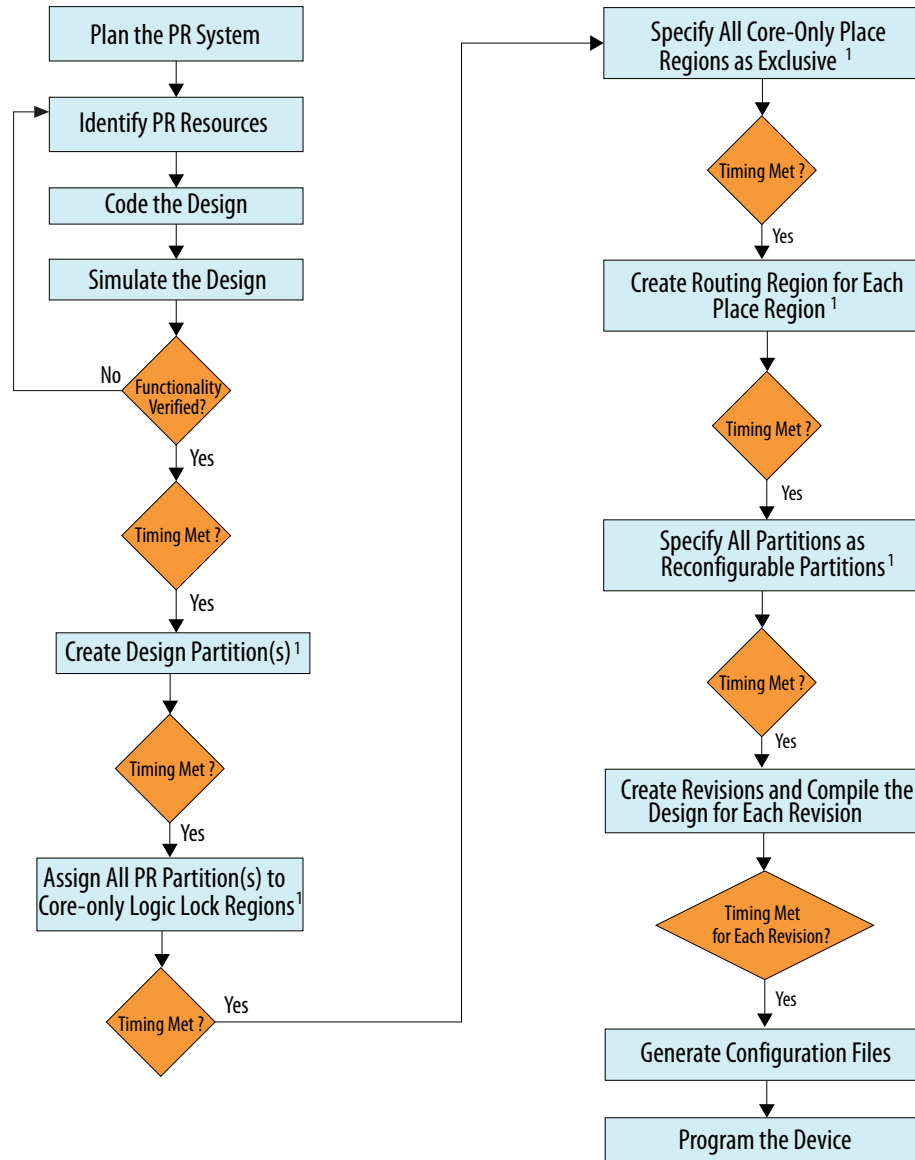 Plan the PR System
Identify PR Resources
Code the Design
Simulate the Design
No
Functionality
Verified?
Yes
Timing Met ?
Yes
Create Design Partition(s) 1
Timing Met ?
Yes
Assign All PR Partition(s) to
Core-only Logic Lock Regions 1
Timing Met ?
Yes
Specify All Core-Only Place
Regions as Exclusive 1
Timing Met ?
Yes
Create Routing Region for Each
Place Region 1
Timing Met ?
Yes
Specify All Partitions as
Reconfigurable Partitions 1
Timing Met ?
Yes
Create Revisions and Compile the
Design for Each Revision
Timing Met
for Each Revision?
Yes
Generate Configuration Files
Program the Device